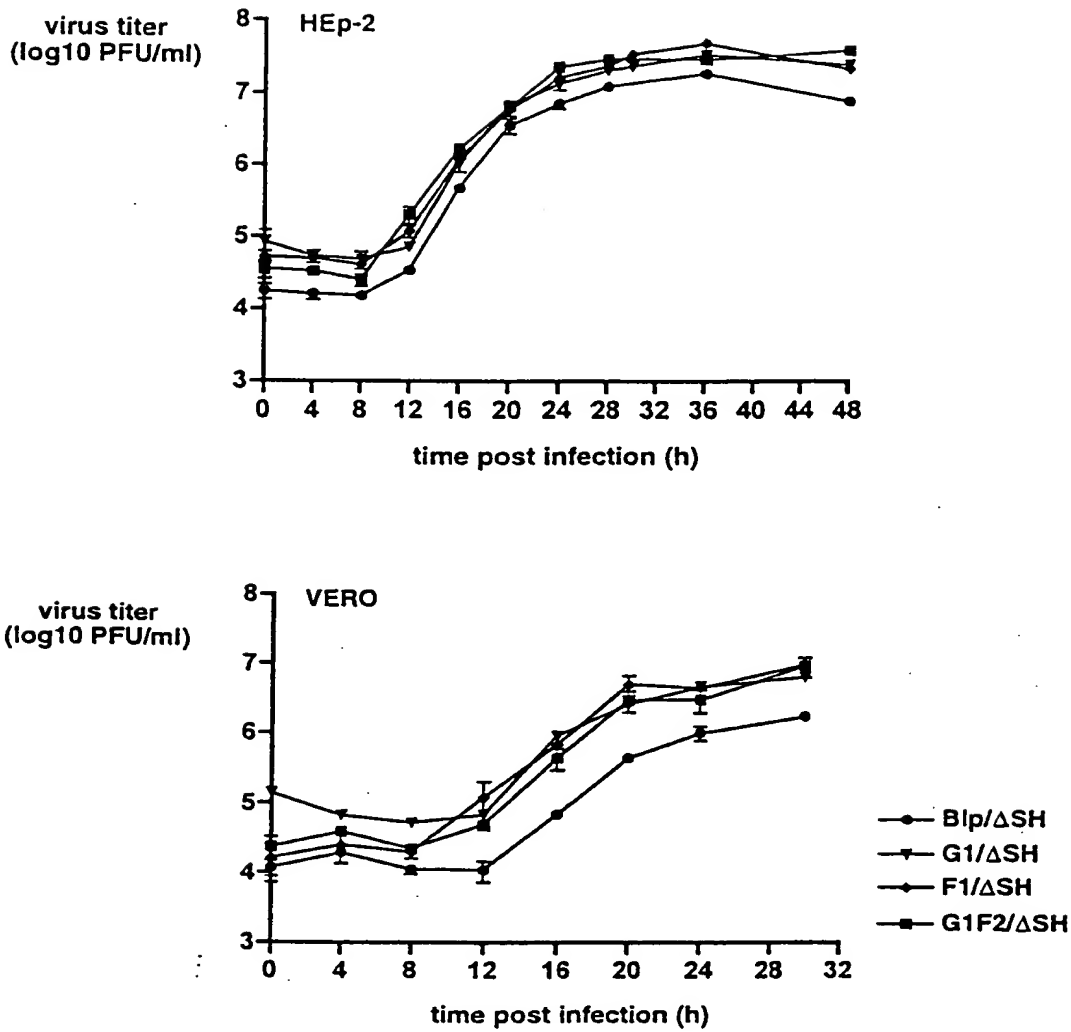 virus titer
(log10 PFU/ml)
HEp-2
8
7
6
5
4
3
0 4 8 12 16 20 24 28 32 36 40 44 48
time post infection (h)
virus titer
(log10 PFU/ml)
VERO
8
7
6
5
4
3
0 4 8 12 16 20 24 28 30 32
time post infection (h)
Blp/ΔSH
G1/ΔSH
F1/ΔSH
G1F2/ΔSH